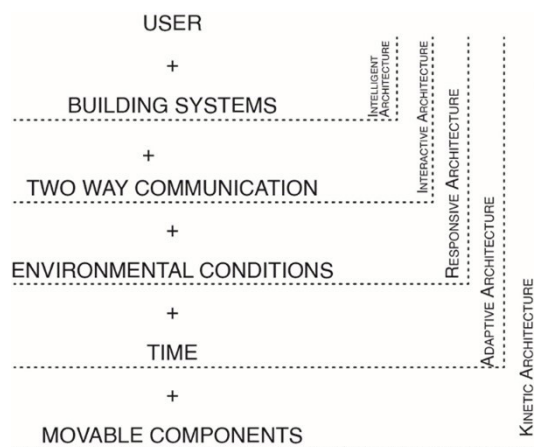 USER
+
BUILDING SYSTEMS
+
TWO WAY COMMUNICATION
+
ENVIRONMENTAL CONDITIONS
+
TIME
+
MOVABLE COMPONENTS
INTELLIGENT
ARCHITECTURE
INTERACTIVE ARCHITECTURE
RESPONSIVE ARCHITECTURE
ADAPTIVE ARCHITECTURE
KINETIC ARCHITECTURE